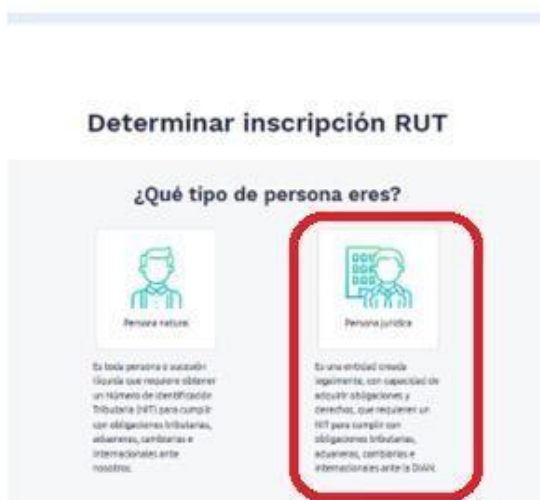 Determinar inscripción RUT
¿Qué tipo de persona eres?
Persona natural
Es toda persona o sucesión
ilíquida que requiere obtener
un Número de Identificación
Tributaria (NIT) para cumplir
con obligaciones tributarias,
aduaneras, cambiarias e
internacionales ante
nosotros.
Persona jurídica
Es una entidad creada
legalmente, con capacidad de
adquirir obligaciones y
derechos, que requieren un
NIT para cumplir con
obligaciones tributarias,
aduaneras, cambiarias e
internacionales ante la DIAN.